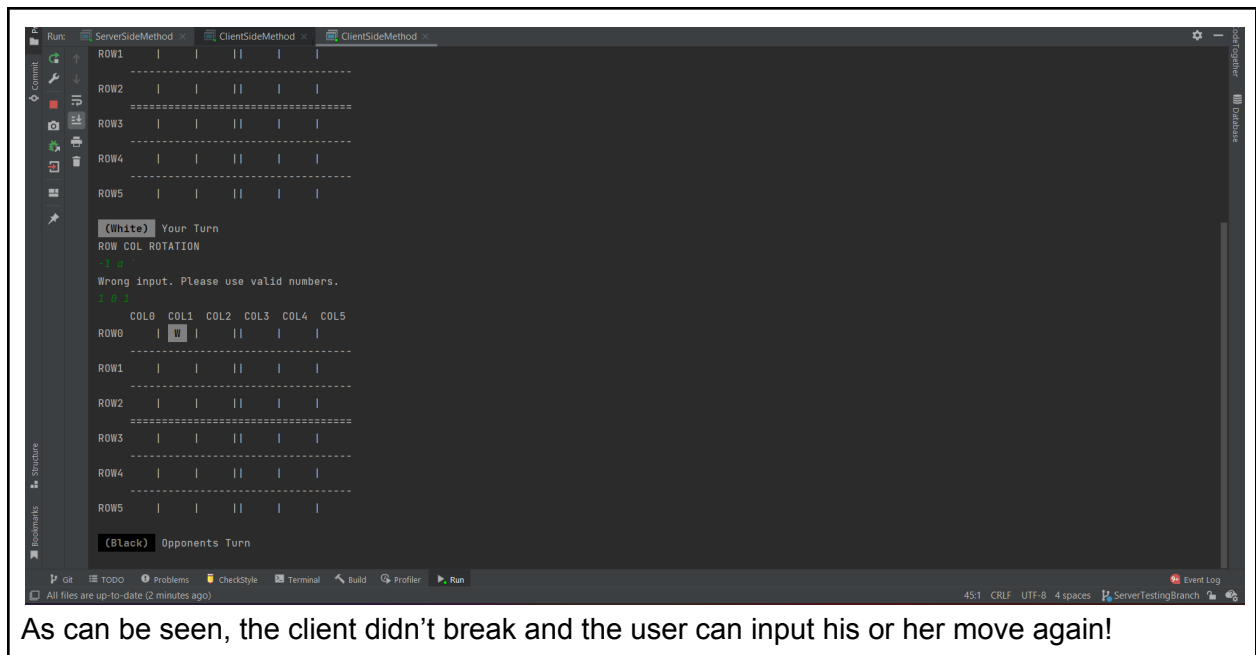 Run: ServerSideMethod × ClientSideMethod × ClientSideMethod ×
Commit
odeTogether
Database
ROW1 | | || | |
-----------------------------------
ROW2 | | || | |
===================================
ROW3 | | || | |
-----------------------------------
ROW4 | | || | |
-----------------------------------
ROW5 | | || | |
(White) Your Turn
ROW COL ROTATION
-1 a `
Wrong input. Please use valid numbers.
1 0 1
COL0 COL1 COL2 COL3 COL4 COL5
ROW0 | W | || | |
-----------------------------------
ROW1 | | || | |
-----------------------------------
ROW2 | | || | |
===================================
ROW3 | | || | |
-----------------------------------
ROW4 | | || | |
-----------------------------------
ROW5 | | || | |
(Black) Opponents Turn
Structure
Bookmarks
Git TODO Problems CheckStyle Terminal Build Profiler Run 9+ Event Log
All files are up-to-date (2 minutes ago) 45:1 CRLF UTF-8 4 spaces ServerTestingBranch
As can be seen, the client didn't break and the user can input his or her move again!